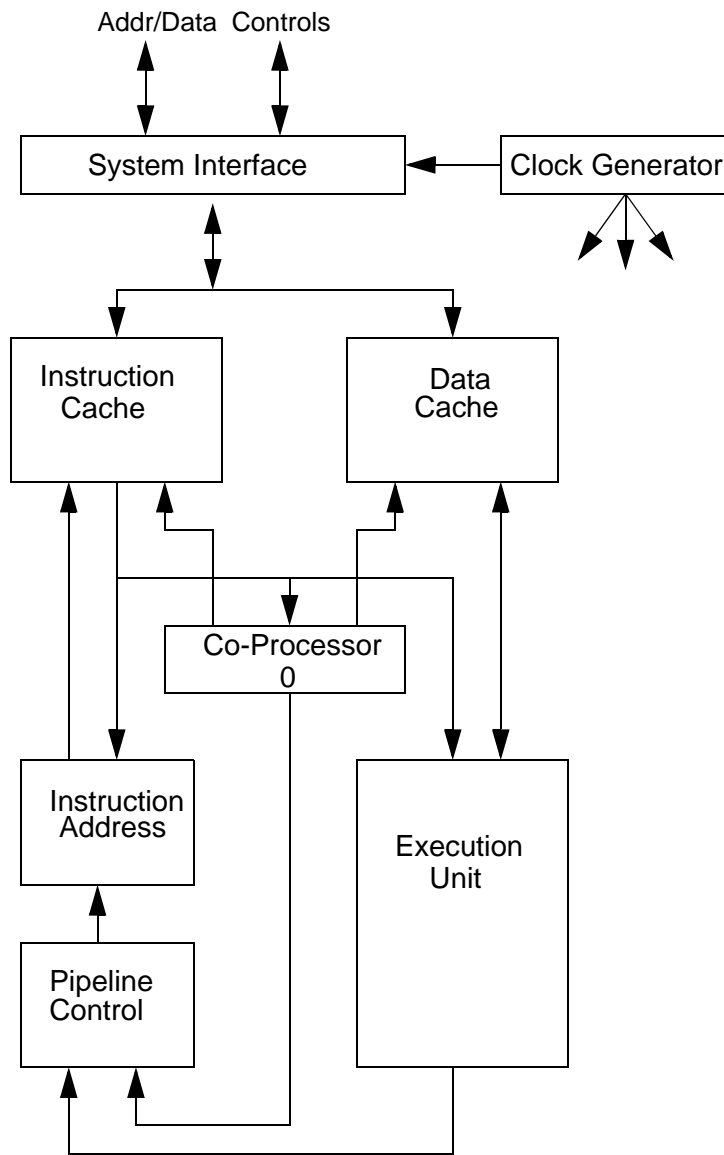 Addr/Data Controls
System Interface
Clock Generator
Instruction
Cache
Data
Cache
Co-Processor
0
Instruction
Address
Execution
Unit
Pipeline
Control